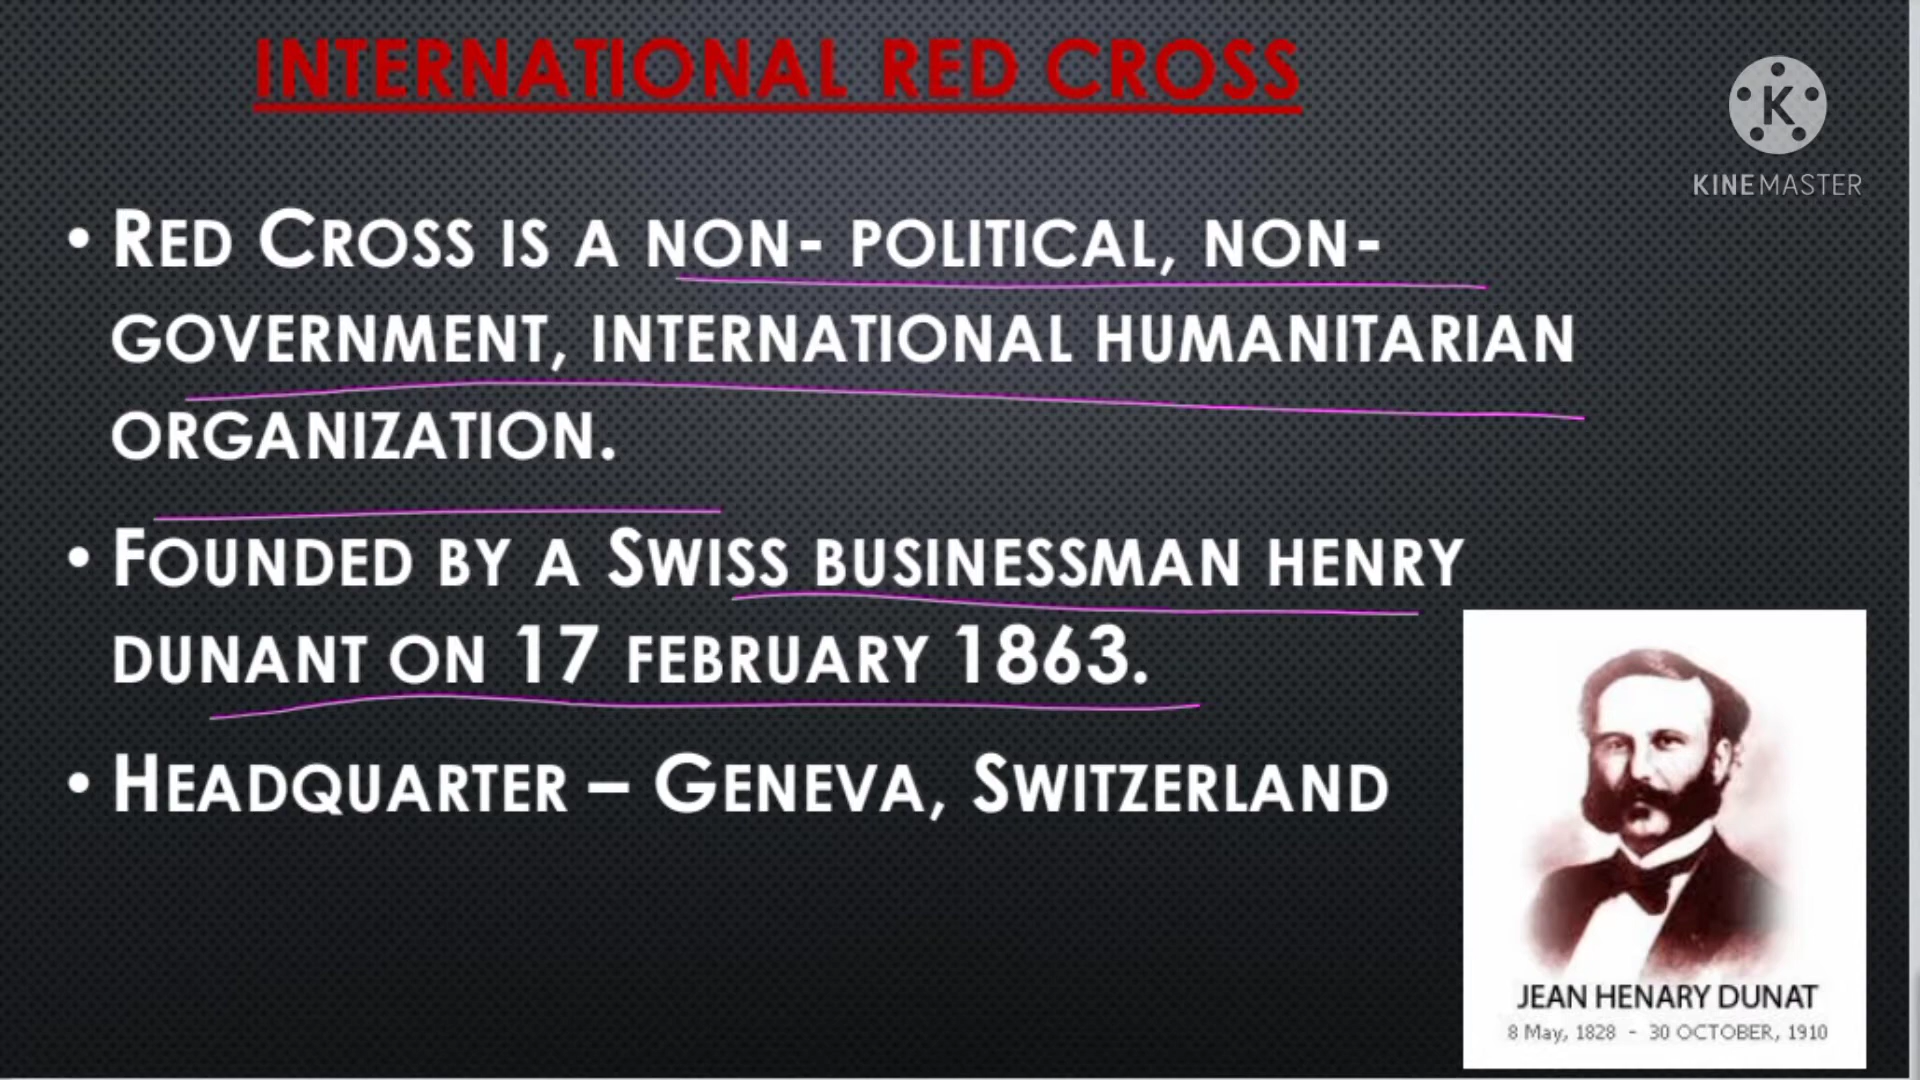 INTERNATIONAL RED CROSS
K
KINEMASTER
• RED CROSS IS A NON- POLITICAL, NON-
GOVERNMENT, INTERNATIONAL HUMANITARIAN
ORGANIZATION.
• FOUNDED BY A SWISS BUSINESSMAN HENRY
DUNANT ON 17 FEBRUARY 1863.
• HEADQUARTER – GENEVA, SWITZERLAND
JEAN HENARY DUNAT
8 May, 1828 - 30 OCTOBER, 1910